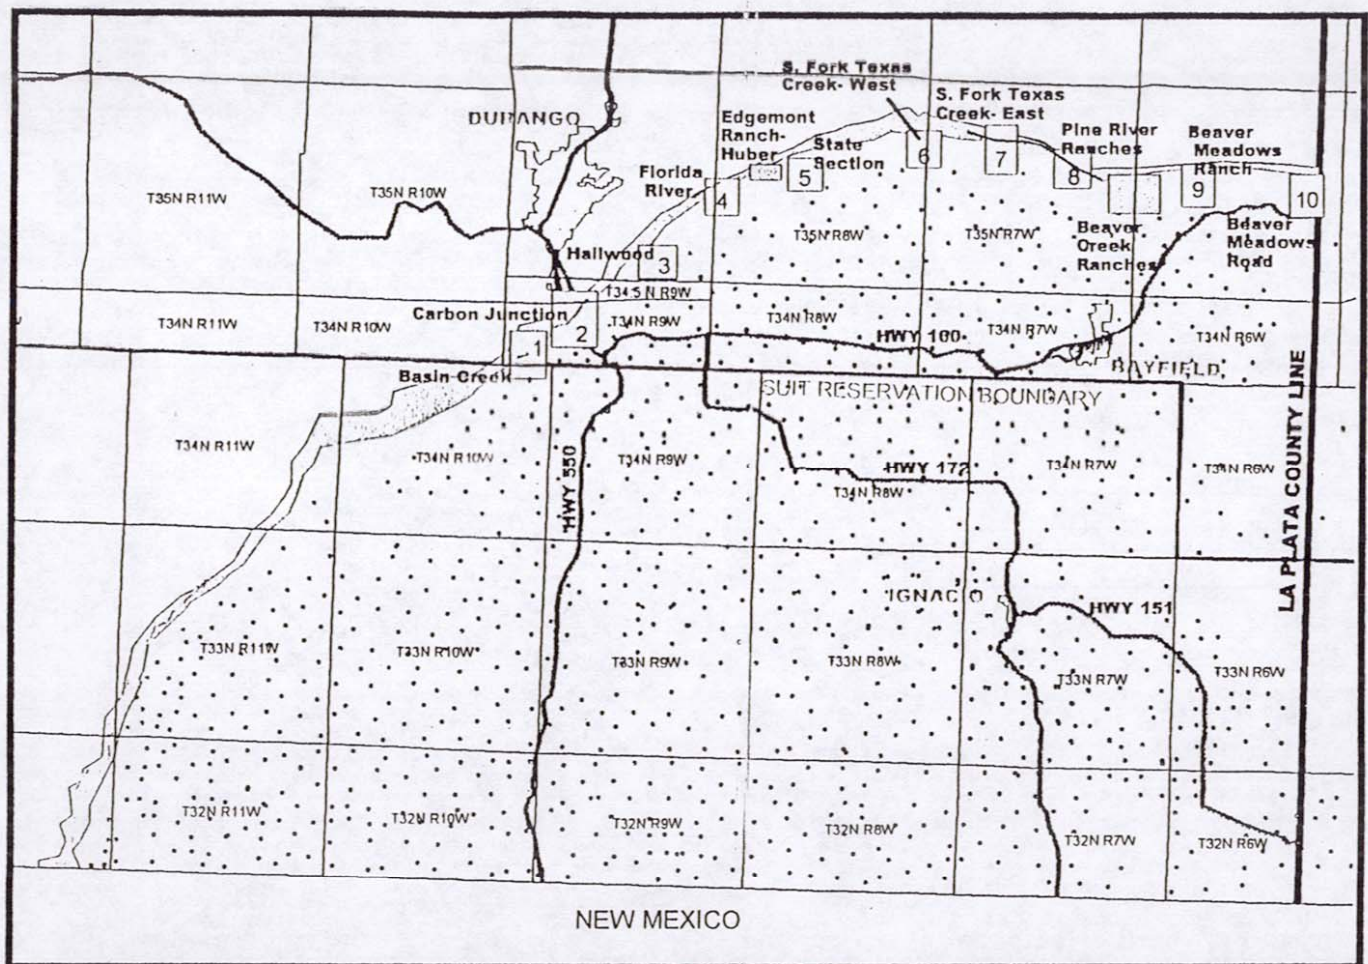 S. Fork Texas
Creek- West
S. Fork Texas
Creek- East
DURANGO
Edgemont
Ranch-
Huber
State
Section
Pine River
Ranches
Beaver
Meadows
Ranch
Florida
River
4
5
6
7
8
9
10
T35N R11W
T35N R10W
T35N R8W
T35N R7W
Beaver
Creek
Ranches
Beaver
Meadows
Road
Hallwood
3
T34.5 N R9W
Carbon Junction
2
1
T34N R11W
T34N R10W
T34N R9W
T34N R8W
HWY 160
T34N R7W
T34N R6W
BAYFIELD
Basin Creek
SUIT RESERVATION BOUNDARY
LA PLATA COUNTY LINE
T34N R11W
T34N R10W
HWY 550
T34N R9W
HWY 172
T34N R8W
T34N R7W
T34N R6W
IGNACIO
HWY 151
T33N R11W
T33N R10W
T33N R9W
T33N R8W
T33N R7W
T33N R6W
T32N R11W
T32N R10W
T32N R9W
T32N R8W
T32N R7W
T32N R6W
NEW MEXICO